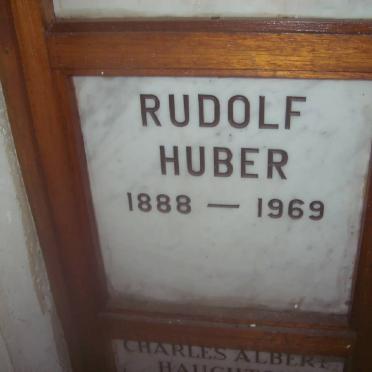 RUDOLF
HUBER
1888 — 1969
CHARLES ALBERT